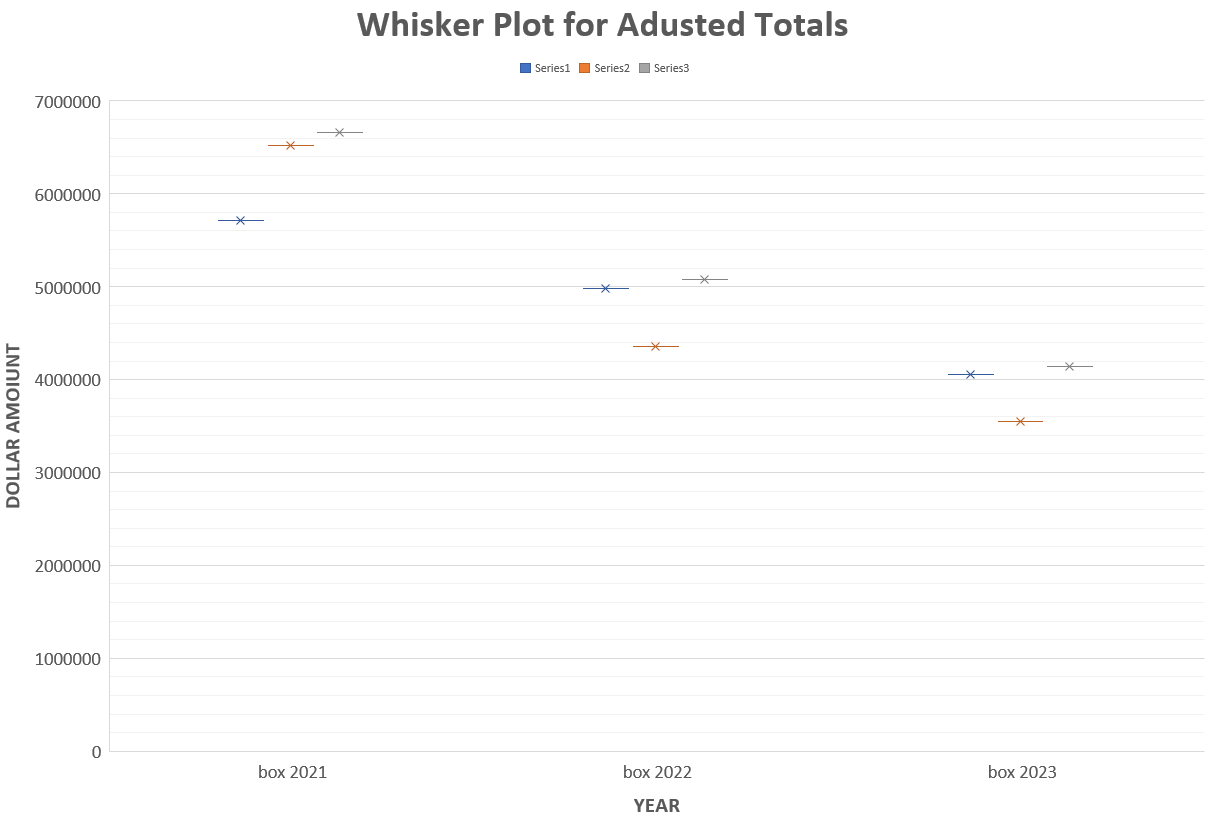 Whisker Plot for Adusted Totals
Series1 Series2 Series3
7000000
6000000
5000000
4000000
3000000
2000000
1000000
0
DOLLAR AMOIUNT
box 2021 box 2022 box 2023
YEAR